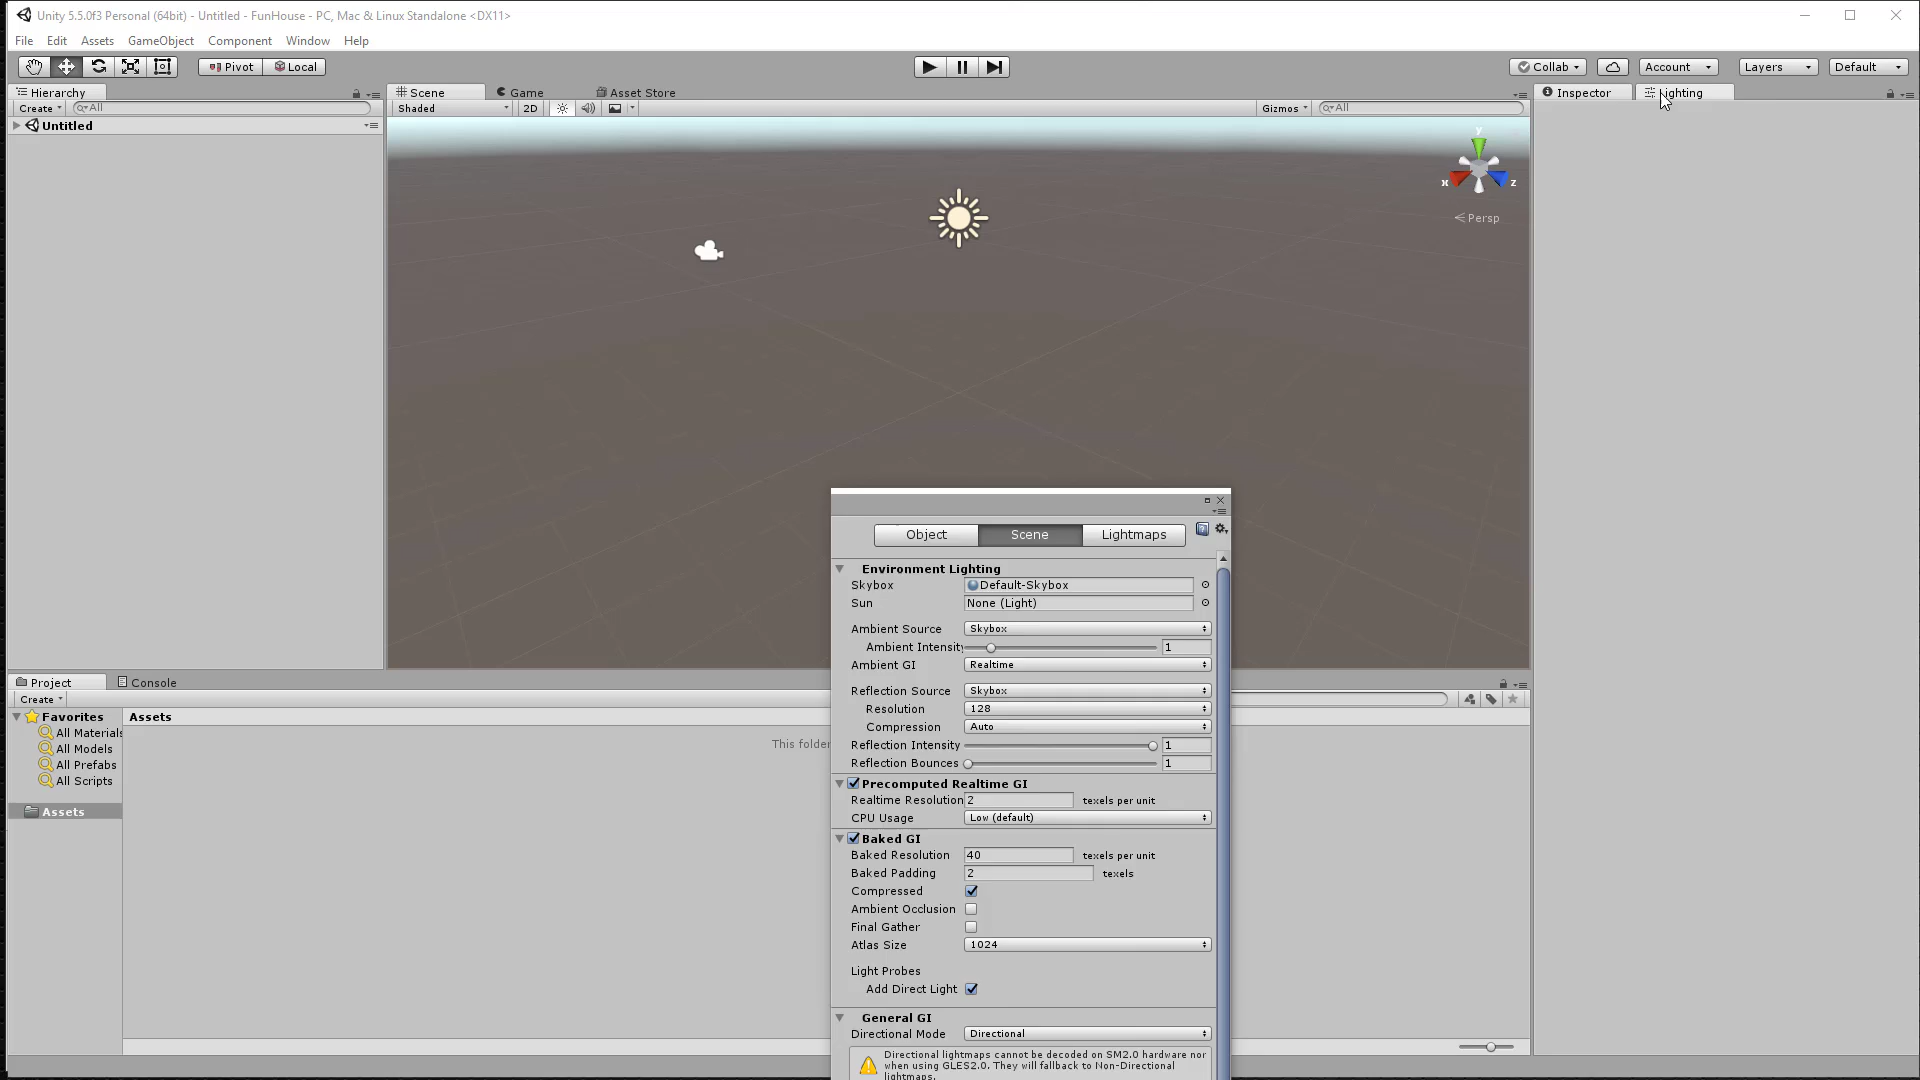 Unity 5.5.0f3 Personal (64bit) - Untitled - FunHouse - PC, Mac & Linux Standalone <DX11>
File Edit Assets GameObject Component Window Help
Pivot Local Collab Account Layers Default
Hierarchy Scene Game Asset Store Inspector Lighting
Create All Shaded 2D Gizmos All
Untitled
y
x z
Persp
Object Scene Lightmaps
Environment Lighting
Skybox Default-Skybox
Sun None (Light)
Ambient Source Skybox
Ambient Intensity 1
Ambient GI Realtime
Reflection Source Skybox
Resolution 128
Compression Auto
Reflection Intensity 1
Reflection Bounces 1
Precomputed Realtime GI
Realtime Resolution 2 texels per unit
CPU Usage Low (default)
Baked GI
Baked Resolution 40 texels per unit
Baked Padding 2 texels
Compressed
Ambient Occlusion
Final Gather
Atlas Size 1024
Light Probes
Add Direct Light
General GI
Directional Mode Directional
Directional lightmaps cannot be decoded on SM2.0 hardware nor
when using GLES2.0. They will fallback to Non-Directional
lightmaps.
Project Console
Create
Favorites Assets
All Materials
All Models This folder
All Prefabs
All Scripts
Assets